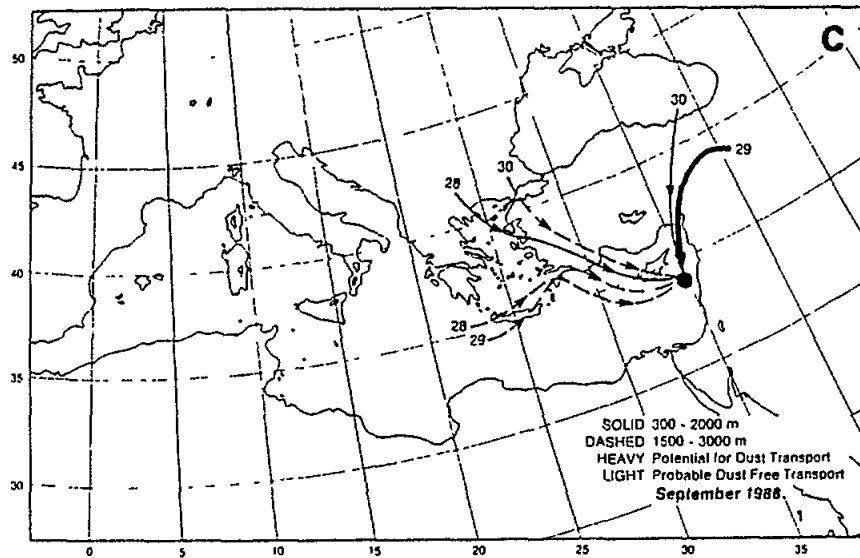 C
50
45
40
35
30
30
29
30
28
28
29
SOLID 300 - 2000 m
DASHED 1500 - 3000 m
HEAVY Potential for Dust Transport
LIGHT Probable Dust Free Transport
September 1988
0 5 10 15 20 25 30 35